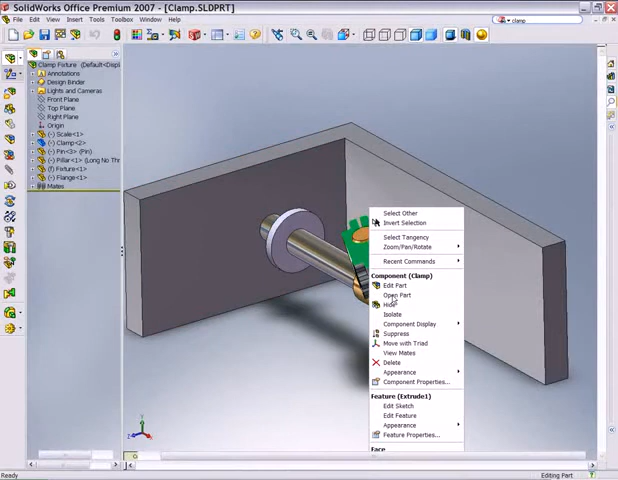 SolidWorks Office Premium 2007 - [Clamp.SLDPRT]
File Edit View Insert Tools Toolbox Window Help
clamp
Clamp Fixture (Default<Displ
Annotations
Design Binder
Lights and Cameras
Front Plane
Top Plane
Right Plane
Origin
(-) Scale<1>
(-) Clamp<2>
(-) Pin<3> (Pin)
(-) Pillar<1> (Long No Thr
(f) Fixture<1>
(-) Flange<1>
Mates
Select Other
Invert Selection
Select Tangency
Zoom/Pan/Rotate
Recent Commands
Component (Clamp)
Edit Part
Open Part
Hide
Isolate
Component Display
Suppress
Move with Triad
View Mates
Delete
Appearance
Component Properties...
Feature (Extrude1)
Edit Sketch
Edit Feature
Appearance
Feature Properties...
Face
Ready
Editing Part